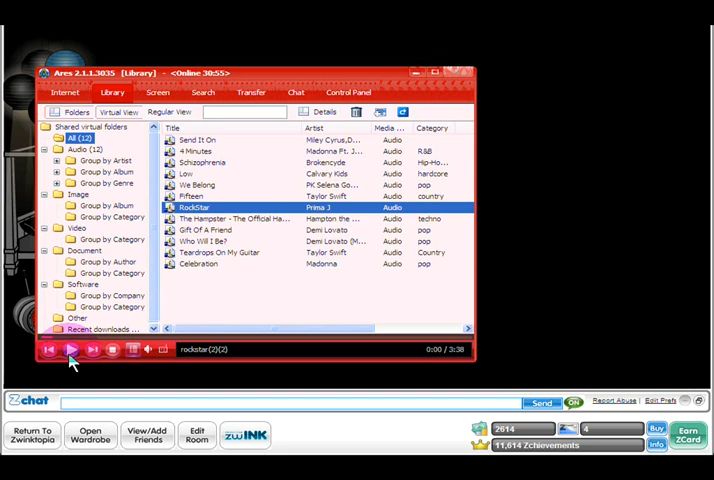 Ares 2.1.1.3035 [Library] - <Online 30:55>
Internet Library Screen Search Transfer Chat Control Panel
Folders Virtual View Regular View Details
Shared virtual folders
All (12)
Audio (12)
Group by Artist
Group by Album
Group by Genre
Image
Group by Album
Group by Category
Video
Group by Category
Document
Group by Author
Group by Category
Software
Group by Company
Group by Category
Other
Recent downloads ...
Title Artist Media ... Category
Send It On Miley Cyrus,D... Audio
4 Minutes Madonna Ft. J... Audio R&B
Schizophrenia Brokencyde Audio Hip-Ho...
Low Calvary Kids Audio hardcore
We Belong PK Selena Go... Audio pop
Fifteen Taylor Swift Audio country
RockStar Prima J Audio
The Hampster - The Official Ha... Hampton the ... Audio techno
Gift Of A Friend Demi Lovato Audio pop
Who Will I Be? Demi Lovato (M... Audio pop
Teardrops On My Guitar Taylor Swift Audio Country
Celebration Madonna Audio pop
rockstar(2)(2) 0:00 / 3:38
Zchat Send ON Report Abuse | Edit Prefs
Return To Zwinktopia
Open Wardrobe
View/Add Friends
Edit Room
zwINK
2614 4 Buy
11,614 Zchievements Info
Earn ZCard